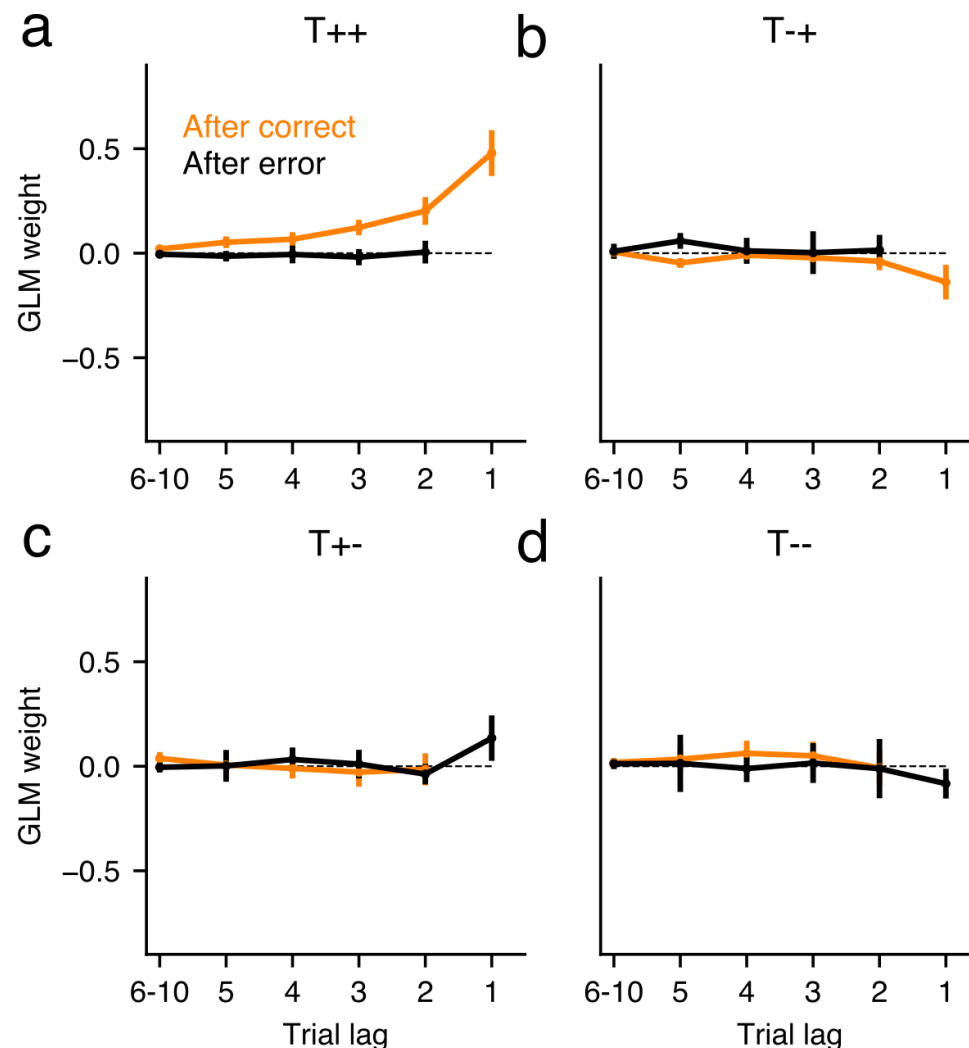 a
T++
After correct
After error
GLM weight
0.5
0.0
−0.5
6-10 5 4 3 2 1
b
T-+
6-10 5 4 3 2 1
c
T+-
GLM weight
0.5
0.0
−0.5
6-10 5 4 3 2 1
Trial lag
d
T--
6-10 5 4 3 2 1
Trial lag